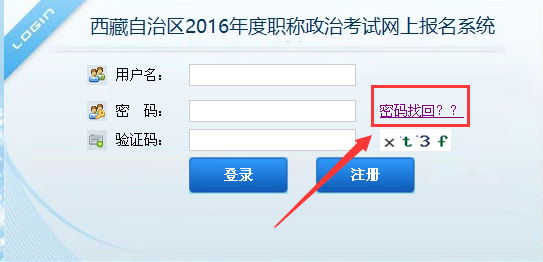 LOGIN
西藏自治区2016年度职称政治考试网上报名系统
用户名：
密 码： 密码找回？？
验证码： xt3f
登录 注册